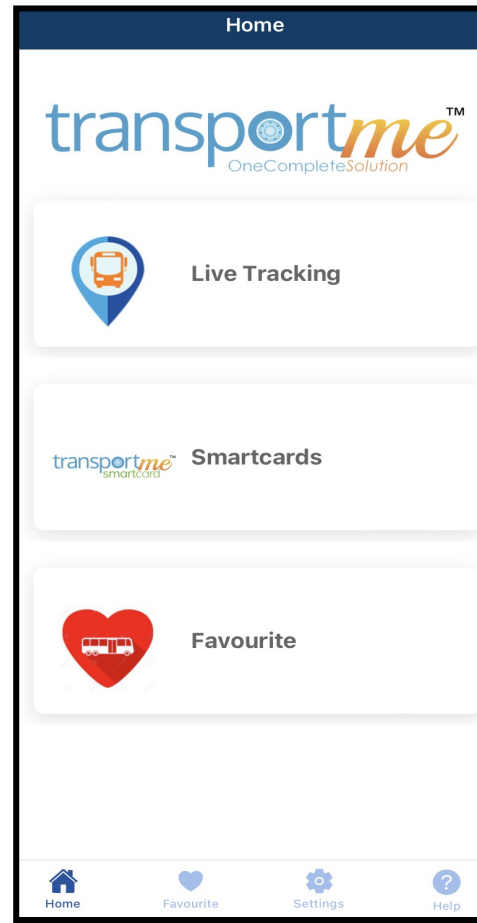 Home
transportme™
OneCompleteSolution
Live Tracking
transportme™
smartcard
Smartcards
Favourite
Home
Favourite
Settings
?
Help